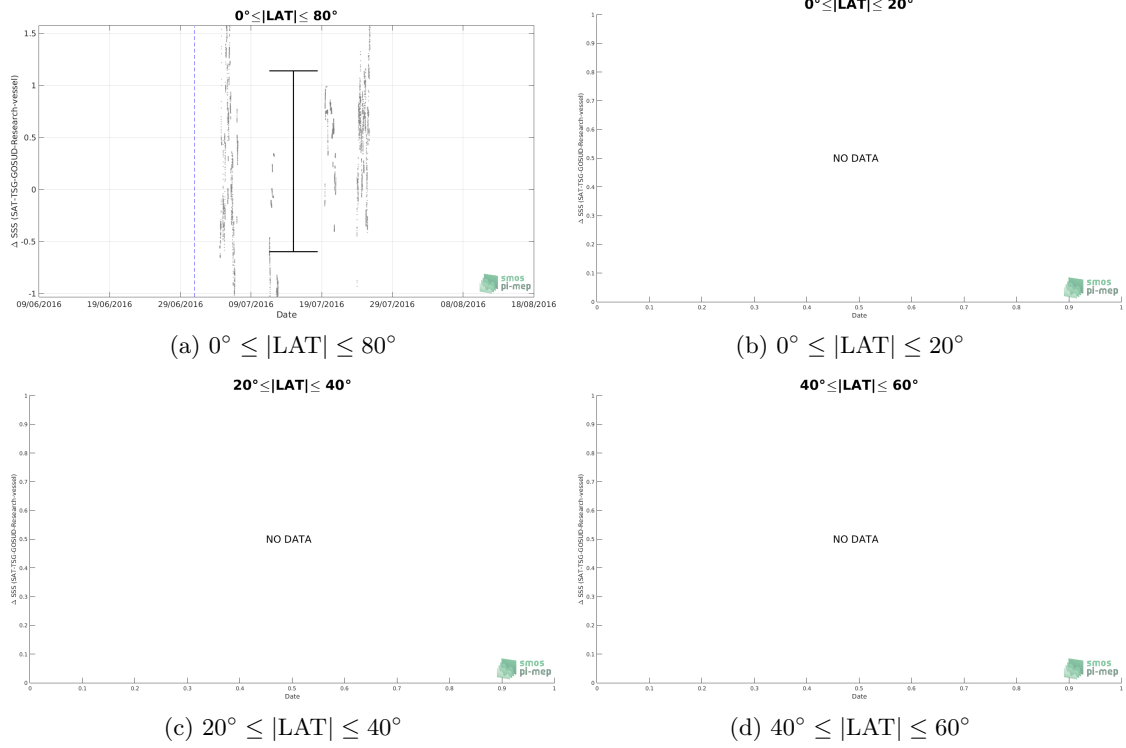 0°≤|LAT|≤ 80°
Δ SSS (SAT-TSG-GOSUD-Research-vessel)
1.5
1
0.5
0
-0.5
-1
09/06/2016 19/06/2016 29/06/2016 09/07/2016 19/07/2016 29/07/2016 08/08/2016 18/08/2016
Date
smos
pi-mep
(a) 0° ≤ |LAT| ≤ 80°
0°≤|LAT|≤ 20°
Δ SSS (SAT-TSG-GOSUD-Research-vessel)
1
0.9
0.8
0.7
0.6
0.5
0.4
0.3
0.2
0.1
0
NO DATA
0 0.1 0.2 0.3 0.4 0.5 0.6 0.7 0.8 0.9 1
Date
smos
pi-mep
(b) 0° ≤ |LAT| ≤ 20°
20°≤|LAT|≤ 40°
Δ SSS (SAT-TSG-GOSUD-Research-vessel)
1
0.9
0.8
0.7
0.6
0.5
0.4
0.3
0.2
0.1
0
NO DATA
0 0.1 0.2 0.3 0.4 0.5 0.6 0.7 0.8 0.9 1
Date
smos
pi-mep
(c) 20° ≤ |LAT| ≤ 40°
40°≤|LAT|≤ 60°
Δ SSS (SAT-TSG-GOSUD-Research-vessel)
1
0.9
0.8
0.7
0.6
0.5
0.4
0.3
0.2
0.1
0
NO DATA
0 0.1 0.2 0.3 0.4 0.5 0.6 0.7 0.8 0.9 1
Date
smos
pi-mep
(d) 40° ≤ |LAT| ≤ 60°